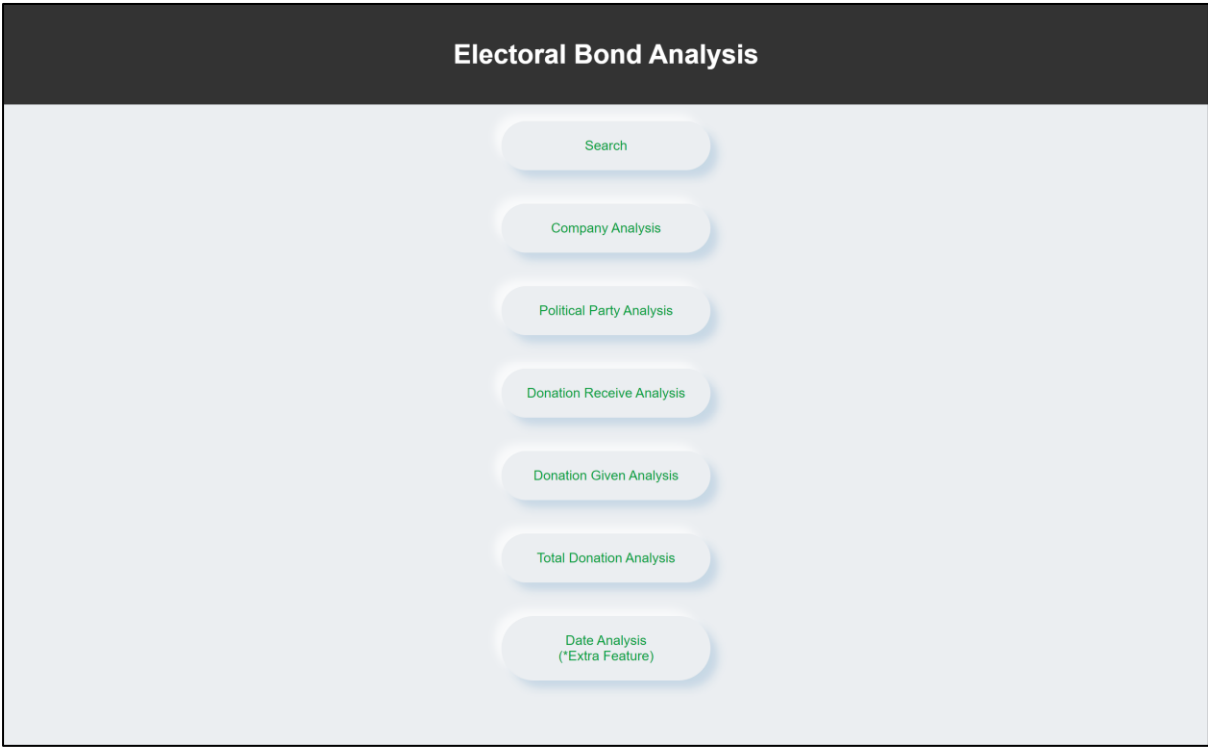 Electoral Bond Analysis
Search
Company Analysis
Political Party Analysis
Donation Receive Analysis
Donation Given Analysis
Total Donation Analysis
Date Analysis
(*Extra Feature)